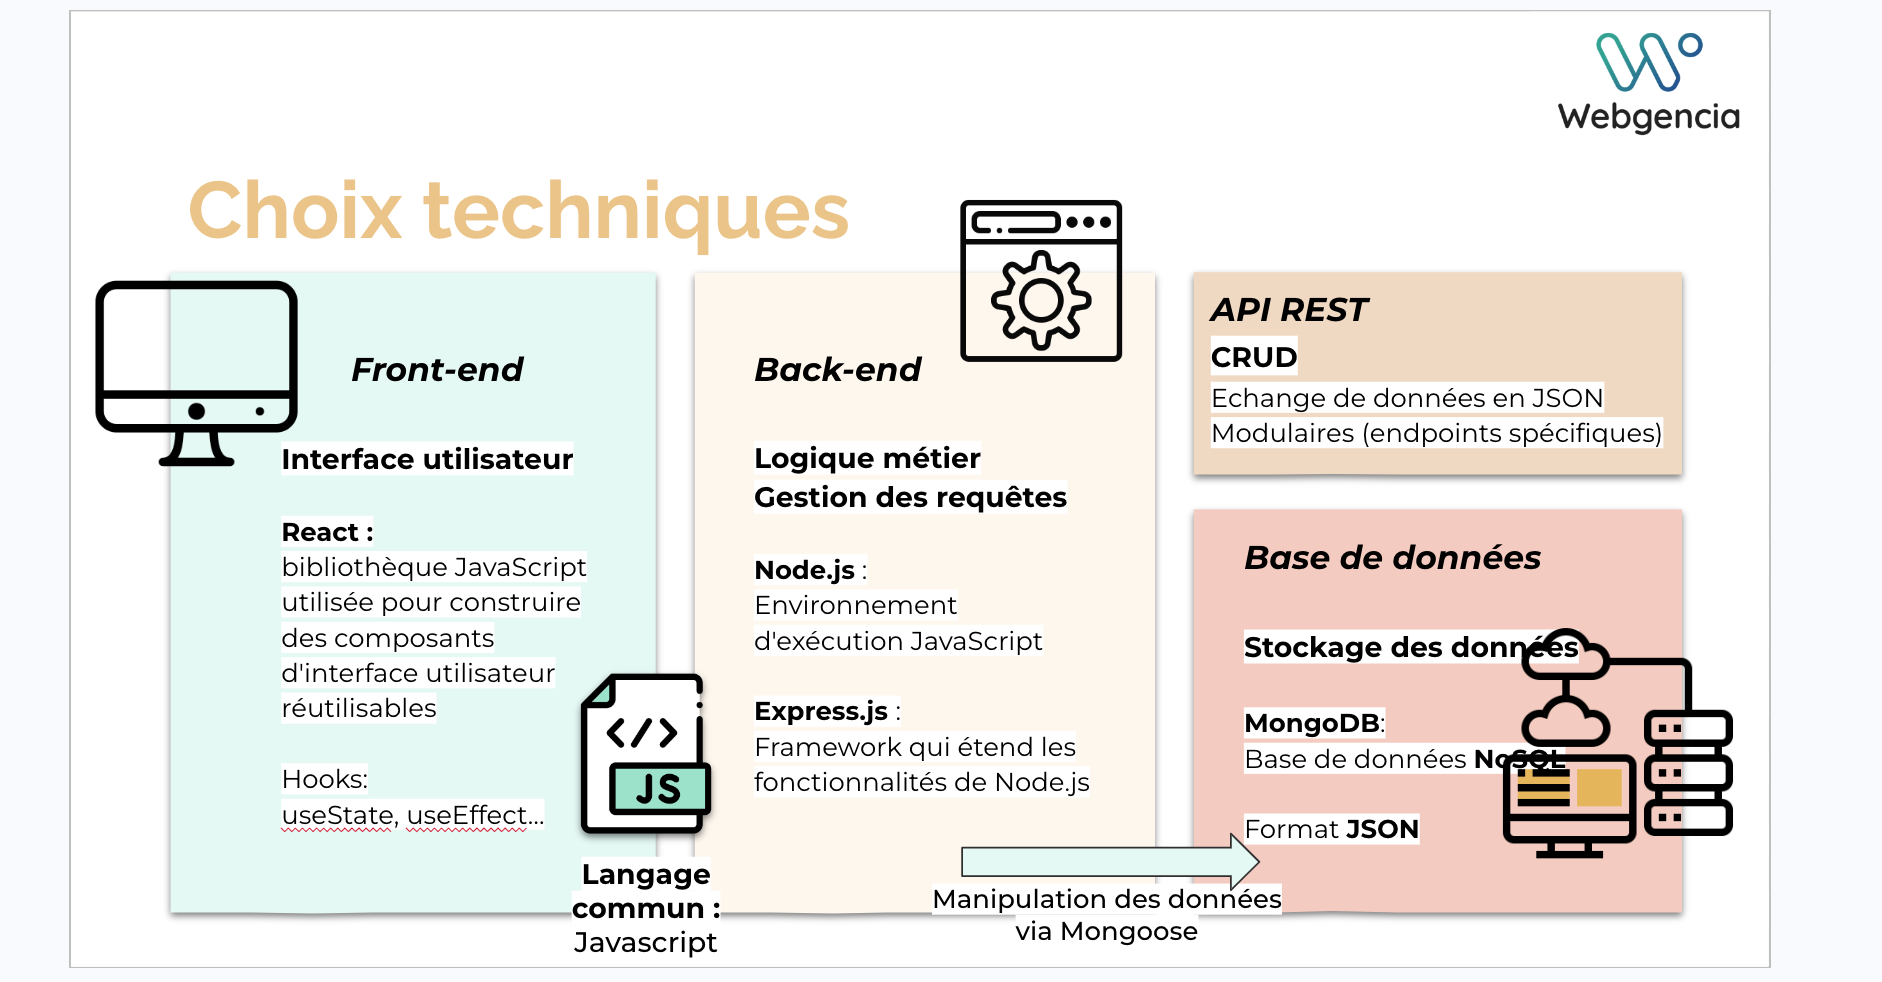 Webgencia
Choix techniques
Front-end
Interface utilisateur
React :
bibliothèque JavaScript
utilisée pour construire
des composants
d'interface utilisateur
réutilisables
Hooks:
useState, useEffect...
JS
Langage
commun :
Javascript
Back-end
Logique métier
Gestion des requêtes
Node.js :
Environnement
d'exécution JavaScript
Express.js :
Framework qui étend les
fonctionnalités de Node.js
Manipulation des données
via Mongoose
API REST
CRUD
Echange de données en JSON
Modulaires (endpoints spécifiques)
Base de données
Stockage des données
MongoDB:
Base de données NoSQL
Format JSON